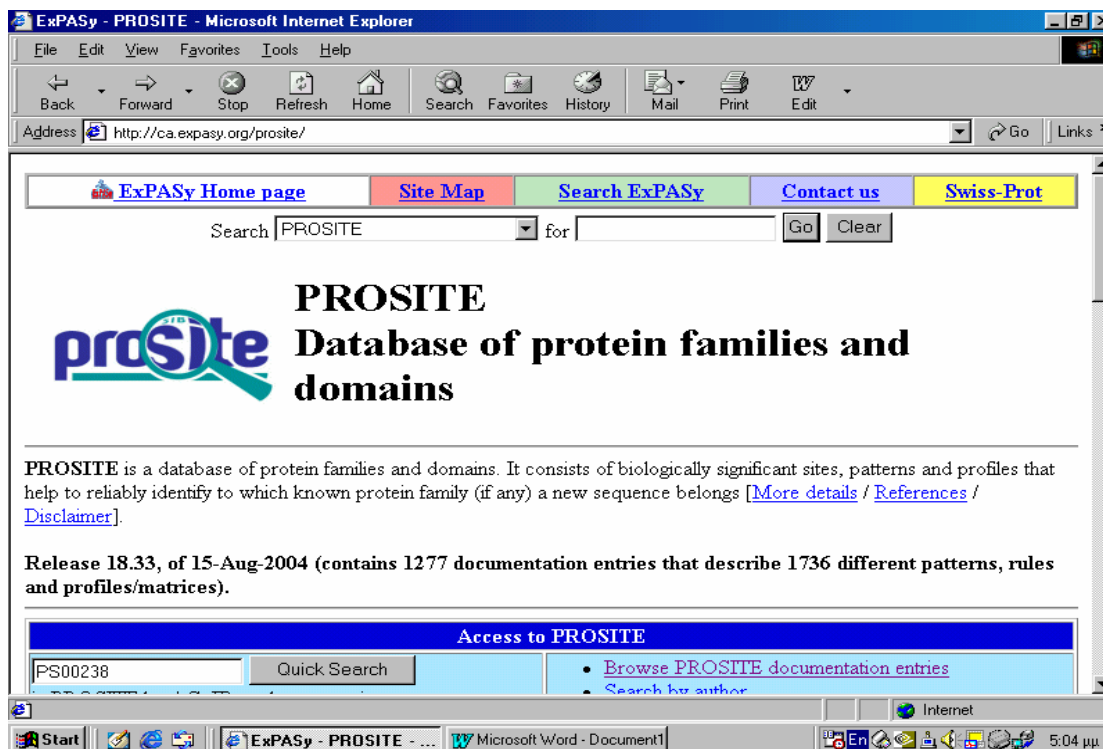 ExPASy - PROSITE - Microsoft Internet Explorer
File Edit View Favorites Tools Help
Back Forward Stop Refresh Home Search Favorites History Mail Print Edit
Address http://ca.expasy.org/prosite/ Go Links
ExPASy Home page Site Map Search ExPASy Contact us Swiss-Prot
Search PROSITE for Go Clear
SIB
prosite
PROSITE
Database of protein families and
domains
PROSITE is a database of protein families and domains. It consists of biologically significant sites, patterns and profiles that
help to reliably identify to which known protein family (if any) a new sequence belongs [More details / References /
Disclaimer].
Release 18.33, of 15-Aug-2004 (contains 1277 documentation entries that describe 1736 different patterns, rules
and profiles/matrices).
Access to PROSITE
PS00238 Quick Search
• Browse PROSITE documentation entries
• Search by author
Internet
Start ExPASy - PROSITE - ... Microsoft Word - Document1 En 5:04 μμ